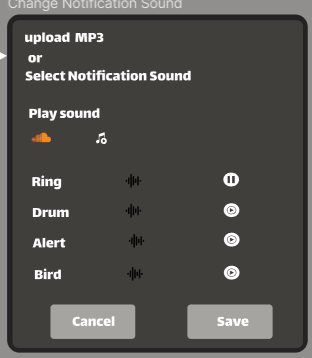 Change Notification Sound
upload MP3
or
Select Notification Sound
Play sound
Ring
Drum
Alert
Bird
Cancel Save